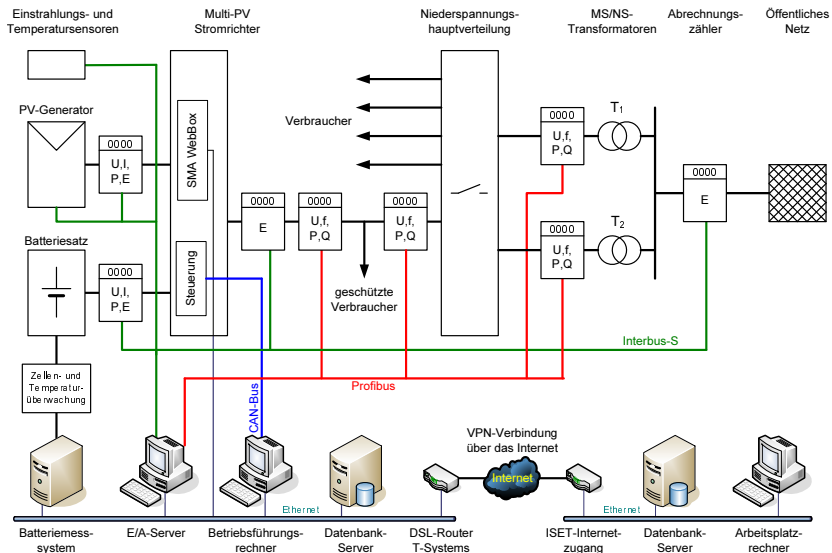 Einstrahlungs- und
Temperatursensoren
Multi-PV
Stromrichter
Niederspannungs-
hauptverteilung
MS/NS-
Transformatoren
Abrechnungs-
zähler
Öffentliches
Netz
PV-Generator
0000
U,I,
P,E
SMA WebBox
Verbraucher
0000
U,f,
P,Q
T1
0000
E
0000
E
0000
U,f,
P,Q
0000
U,f,
P,Q
0000
U,f,
P,Q
T2
Batteriesatz
0000
U,I,
P,E
Steuerung
geschützte
Verbraucher
Interbus-S
Profibus
CAN-Bus
Zellen- und
Temperatur-
überwachung
VPN-Verbindung
über das Internet
Internet
Ethernet
Ethernet
Batteriemess-
system
E/A-Server
Betriebsführungs-
rechner
Datenbank-
Server
DSL-Router
T-Systems
ISET-Internet-
zugang
Datenbank-
Server
Arbeitsplatz-
rechner